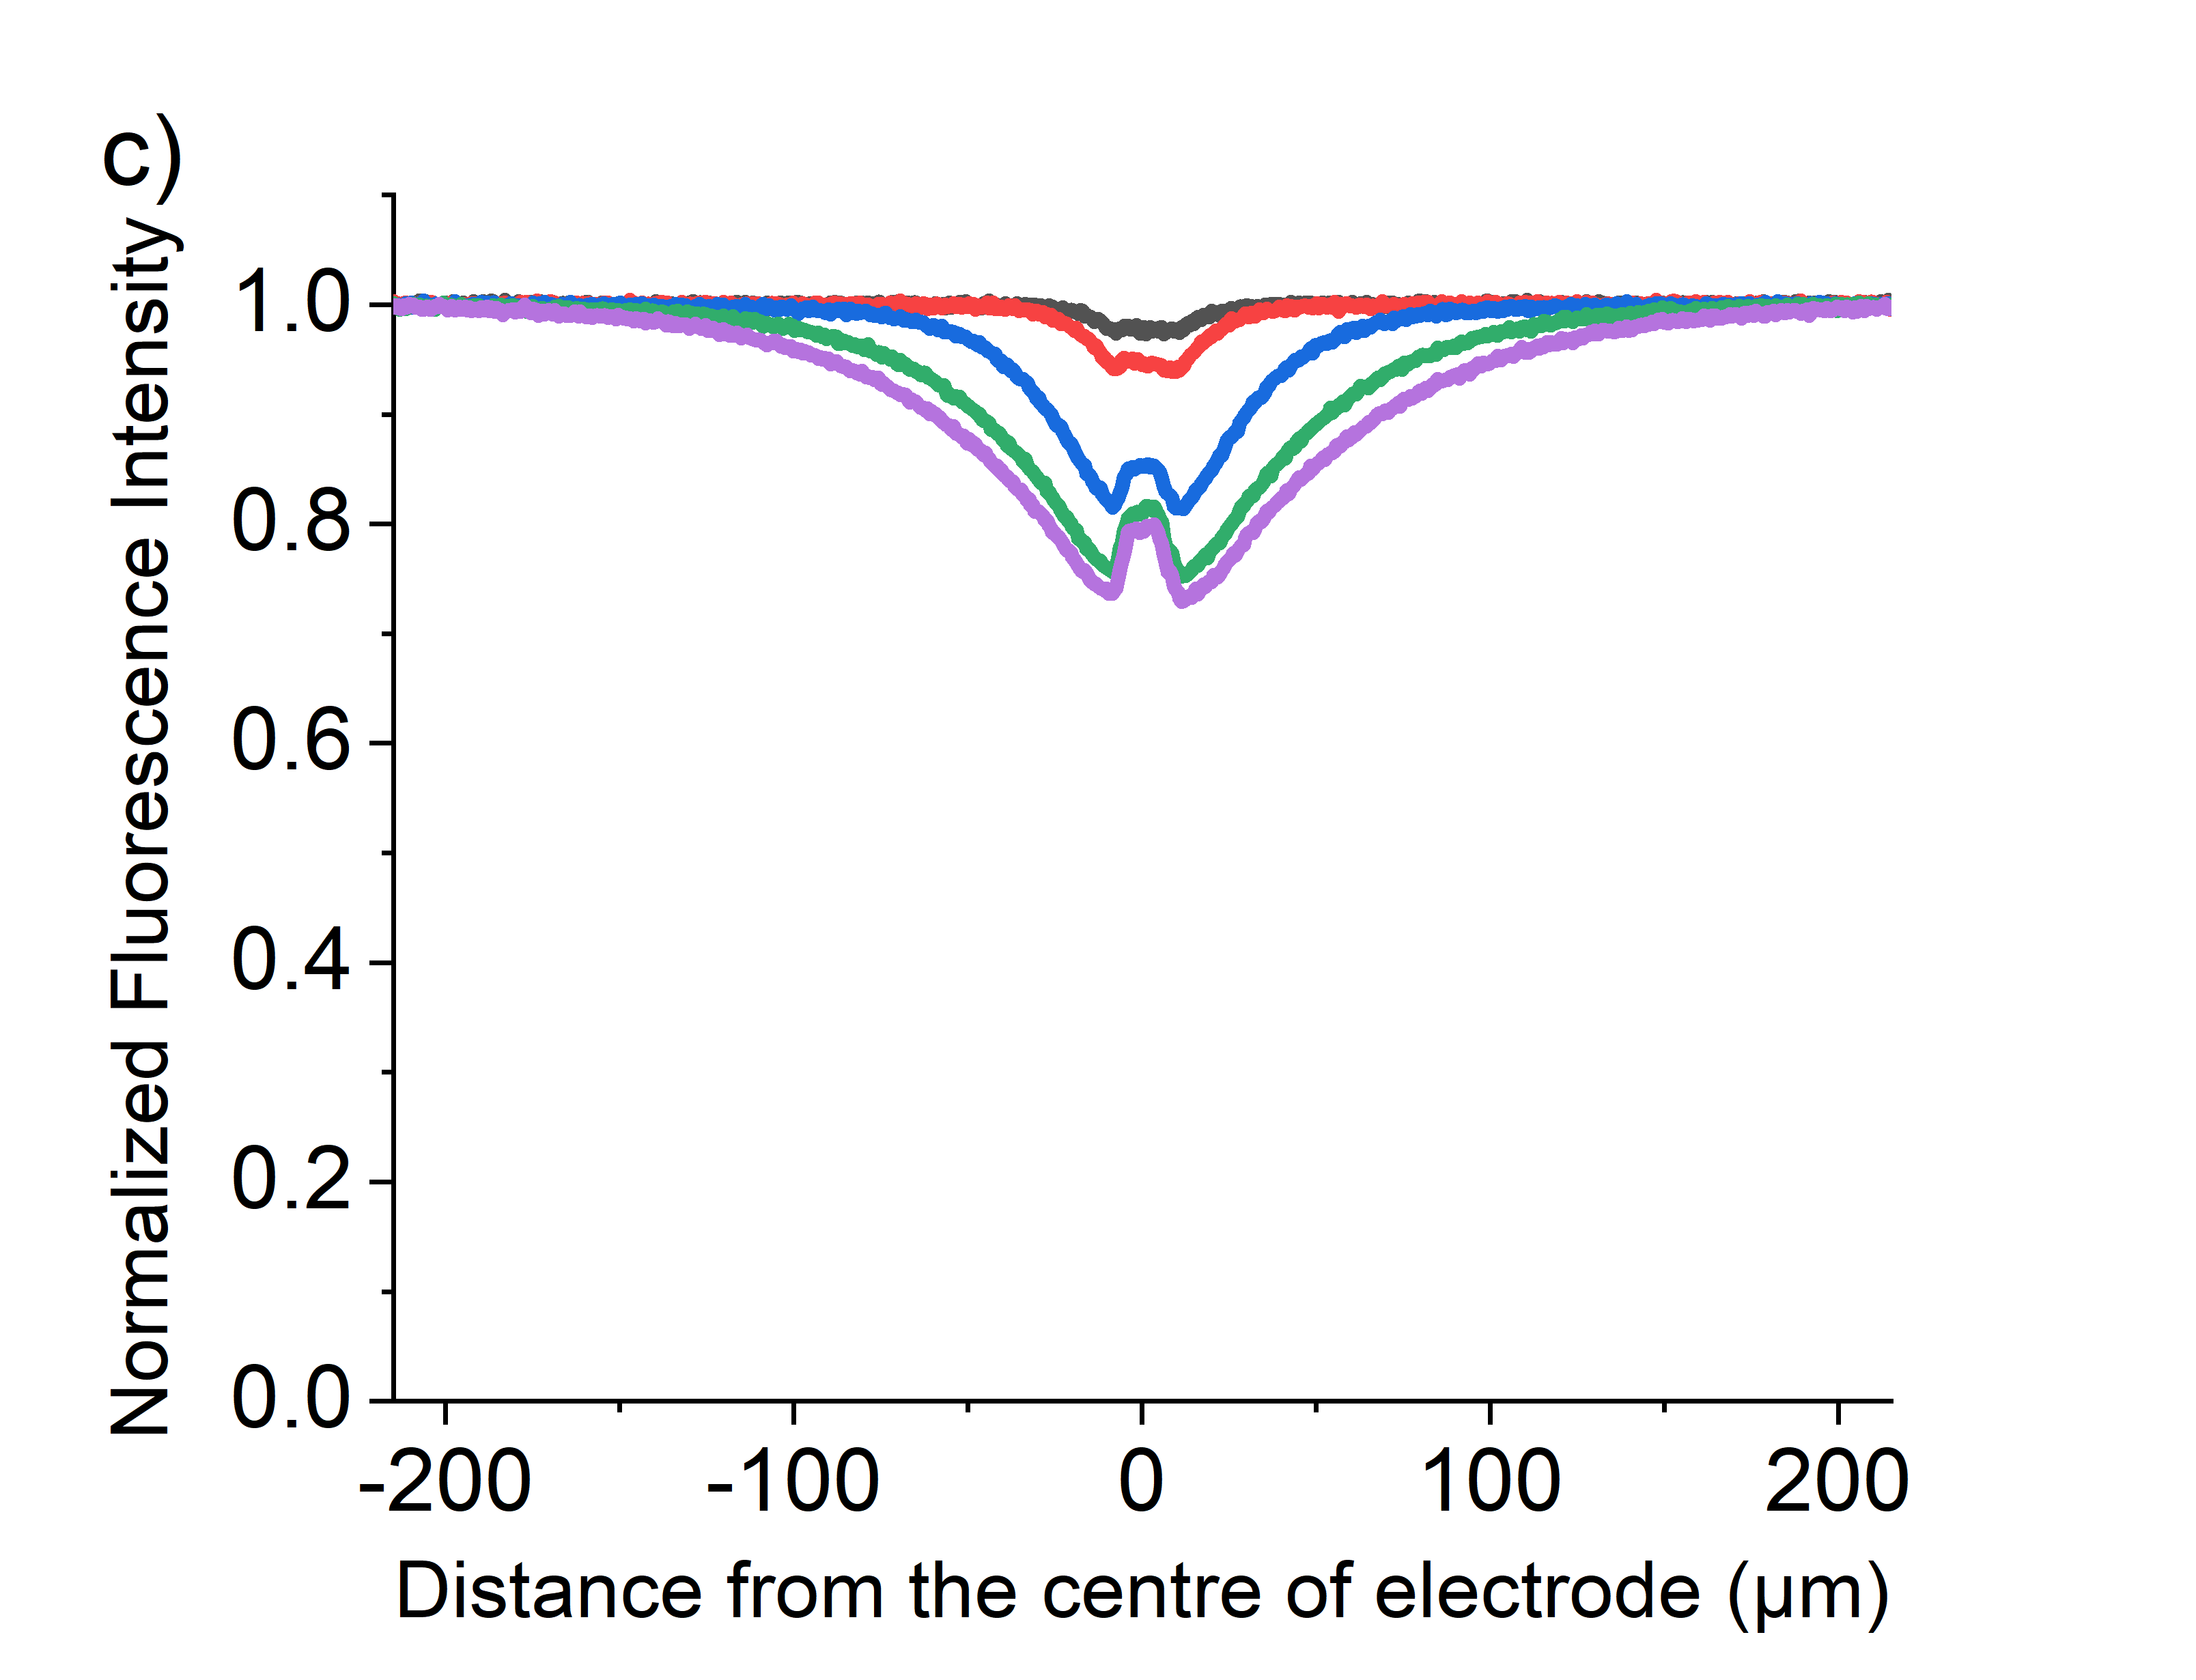 c)
Normalized Fluorescence Intensity
1.0
0.8
0.6
0.4
0.2
0.0
-200 -100 0 100 200
Distance from the centre of electrode (µm)